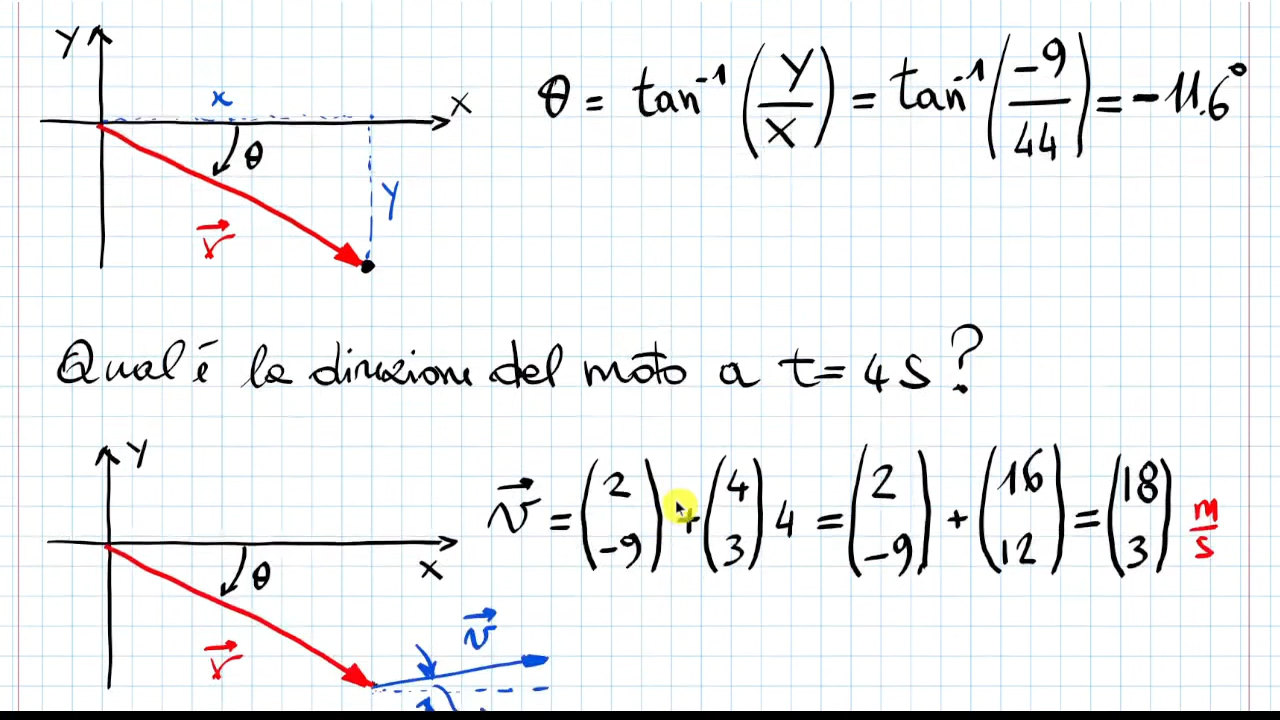 Y
x
X
θ
Y
r⃗
θ = tan⁻¹ (Y/X) = tan⁻¹ (-9/44) = -11.6°
Qual è la direzione del moto a t=4s?
Y
X
θ
r⃗
v⃗ = (2 -9) + (4 3) 4 = (2 -9) + (16 12) = (18 3) m/s
v⃗